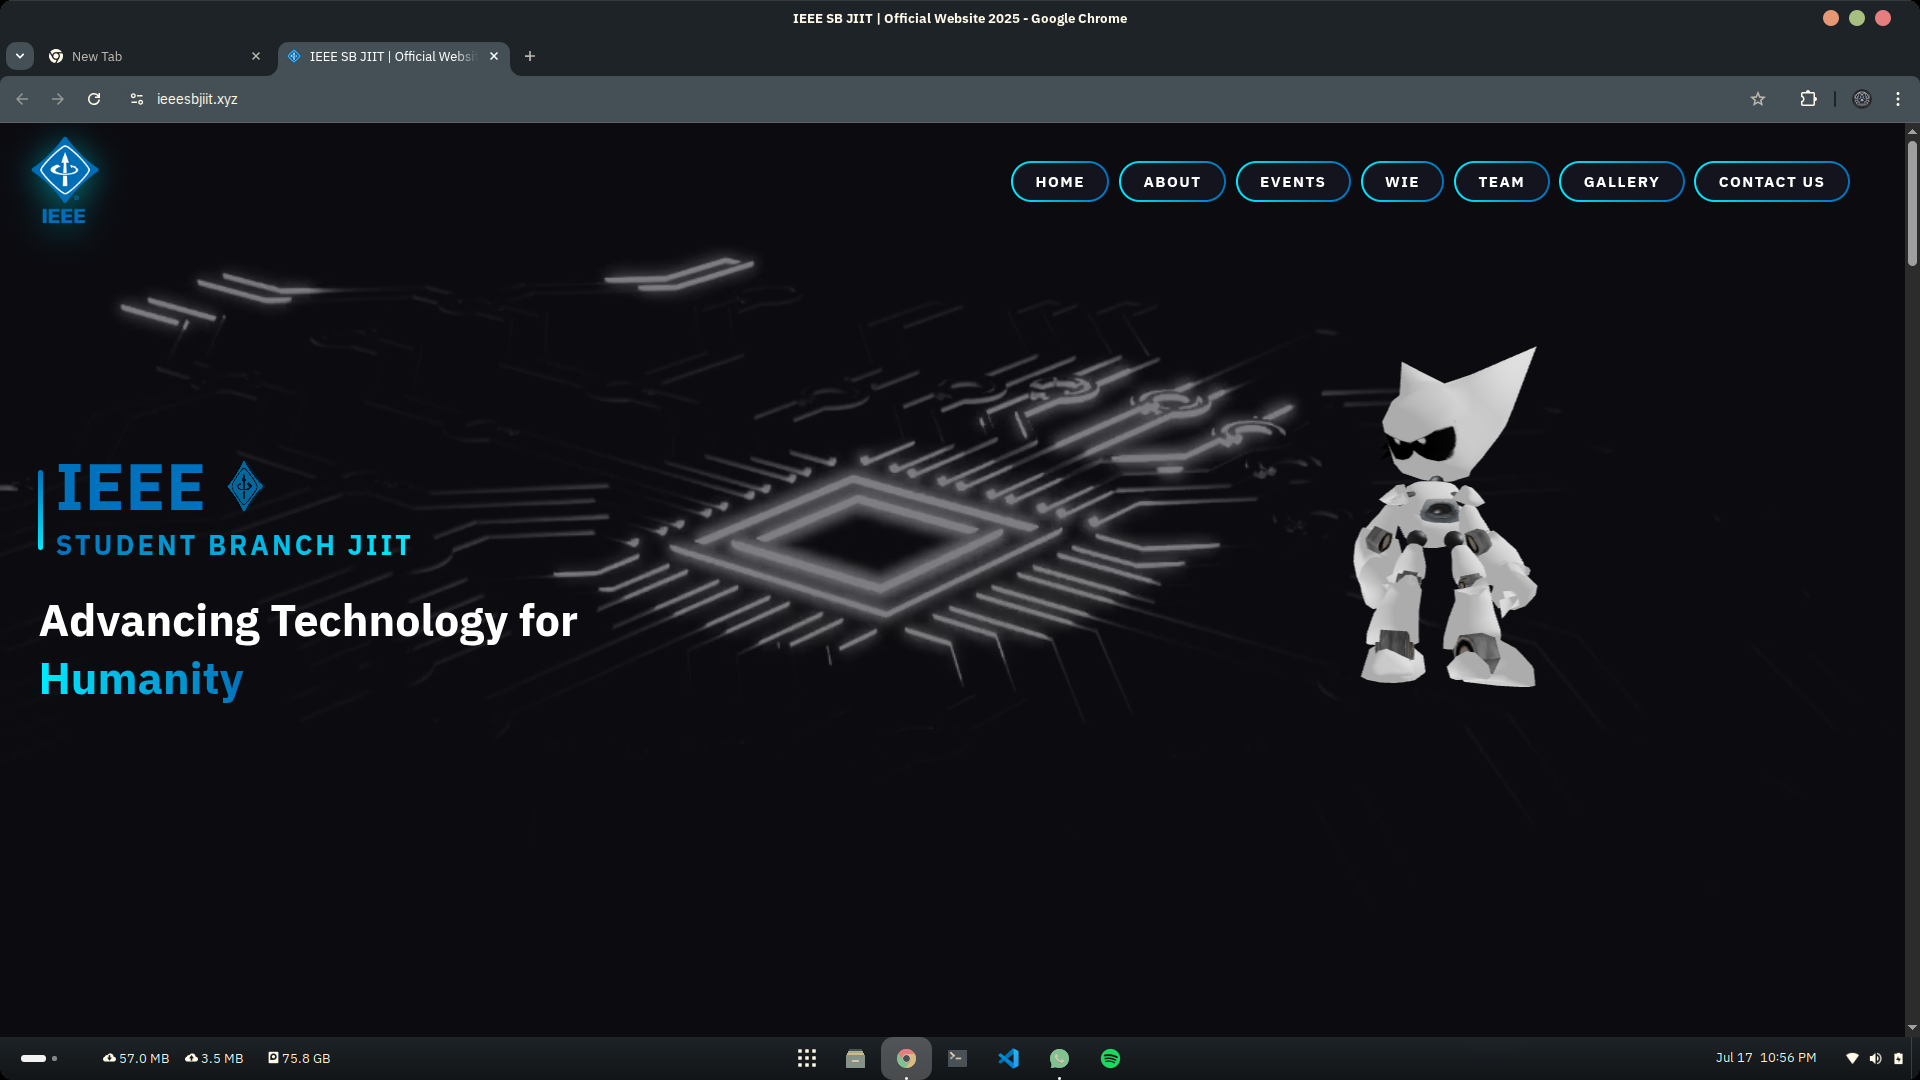 IEEE SB JIIT | Official Website 2025 - Google Chrome
New Tab
IEEE SB JIIT | Official Websi
ieeesbjiit.xyz
IEEE
HOME ABOUT EVENTS WIE TEAM GALLERY CONTACT US
IEEE
STUDENT BRANCH JIIT
Advancing Technology for
Humanity
57.0 MB 3.5 MB 75.8 GB
Jul 17 10:56 PM